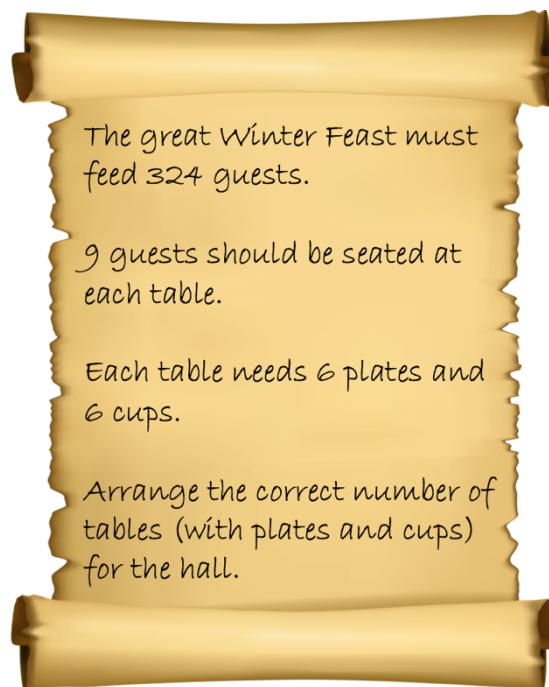 The great Winter Feast must
feed 324 guests.
9 guests should be seated at
each table.
Each table needs 6 plates and
6 cups.
Arrange the correct number of
tables (with plates and cups)
for the hall.